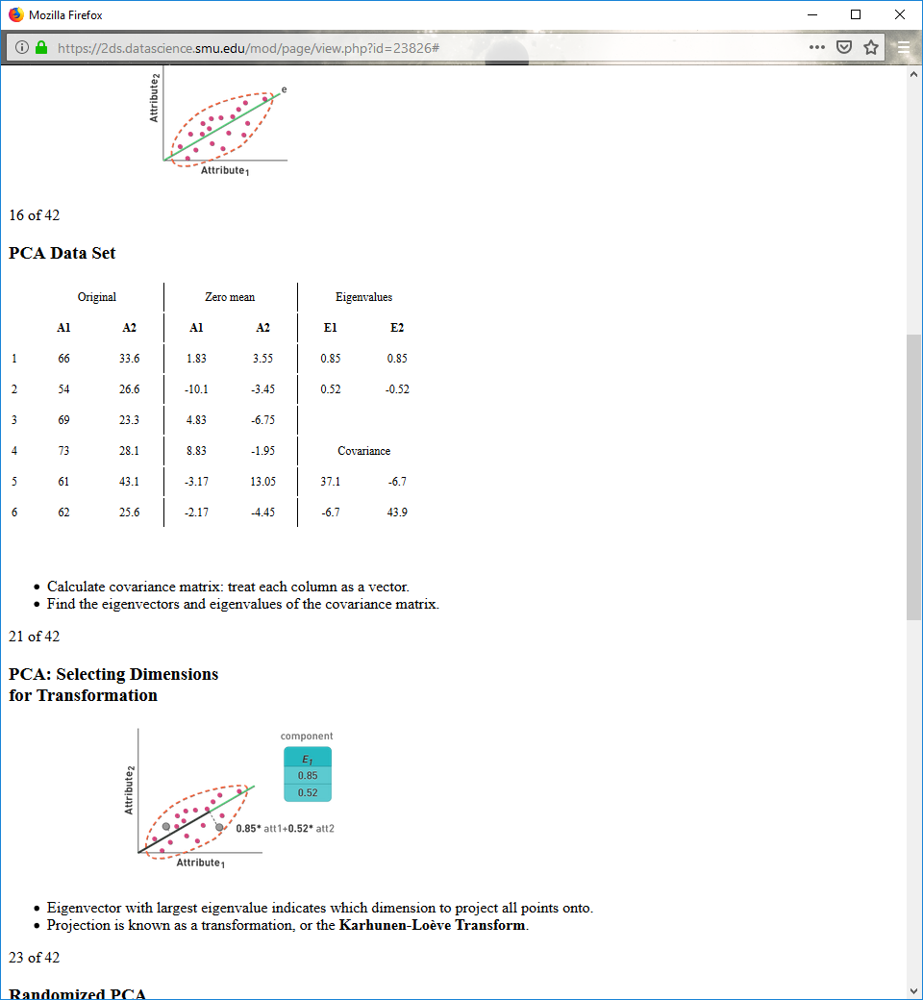 Mozilla Firefox
https://2ds.datascience.smu.edu/mod/page/view.php?id=23826#
Attribute2
e
Attribute1
16 of 42
PCA Data Set
Original Zero mean Eigenvalues
A1 A2 A1 A2 E1 E2
1 66 33.6 1.83 3.55 0.85 0.85
2 54 26.6 -10.1 -3.45 0.52 -0.52
3 69 23.3 4.83 -6.75
4 73 28.1 8.83 -1.95 Covariance
5 61 43.1 -3.17 13.05 37.1 -6.7
6 62 25.6 -2.17 -4.45 -6.7 43.9
• Calculate covariance matrix: treat each column as a vector.
• Find the eigenvectors and eigenvalues of the covariance matrix.
21 of 42
PCA: Selecting Dimensions
for Transformation
component
E1
0.85
0.52
Attribute2
0.85* att1+0.52* att2
Attribute1
• Eigenvector with largest eigenvalue indicates which dimension to project all points onto.
• Projection is known as a transformation, or the Karhunen-Loève Transform.
23 of 42
Randomized PCA